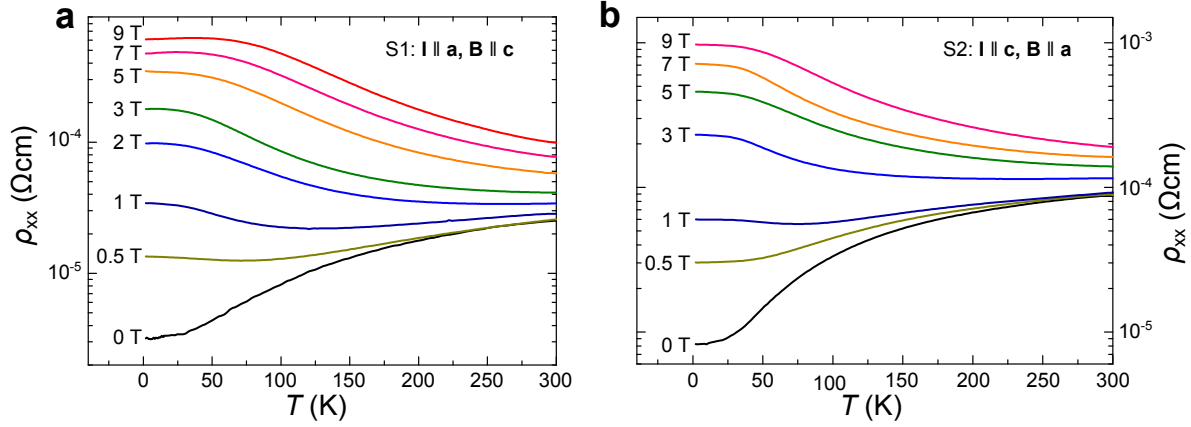 a
S1: I || a, B || c
9 T
7 T
5 T
3 T
2 T
1 T
0.5 T
0 T
10⁻⁴
10⁻⁵
ρxx (Ωcm)
0 50 100 150 200 250 300
T (K)
b
S2: I || c, B || a
9 T
7 T
5 T
3 T
1 T
0.5 T
0 T
10⁻³
10⁻⁴
10⁻⁵
ρxx (Ωcm)
0 50 100 150 200 250 300
T (K)